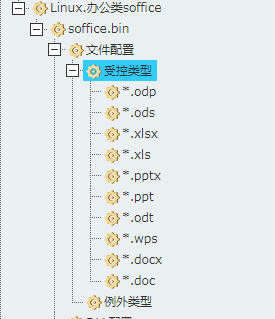 Linux.办公类soffice
soffice.bin
文件配置
受控类型
*.odp
*.ods
*.xlsx
*.xls
*.pptx
*.ppt
*.odt
*.wps
*.docx
*.doc
例外类型